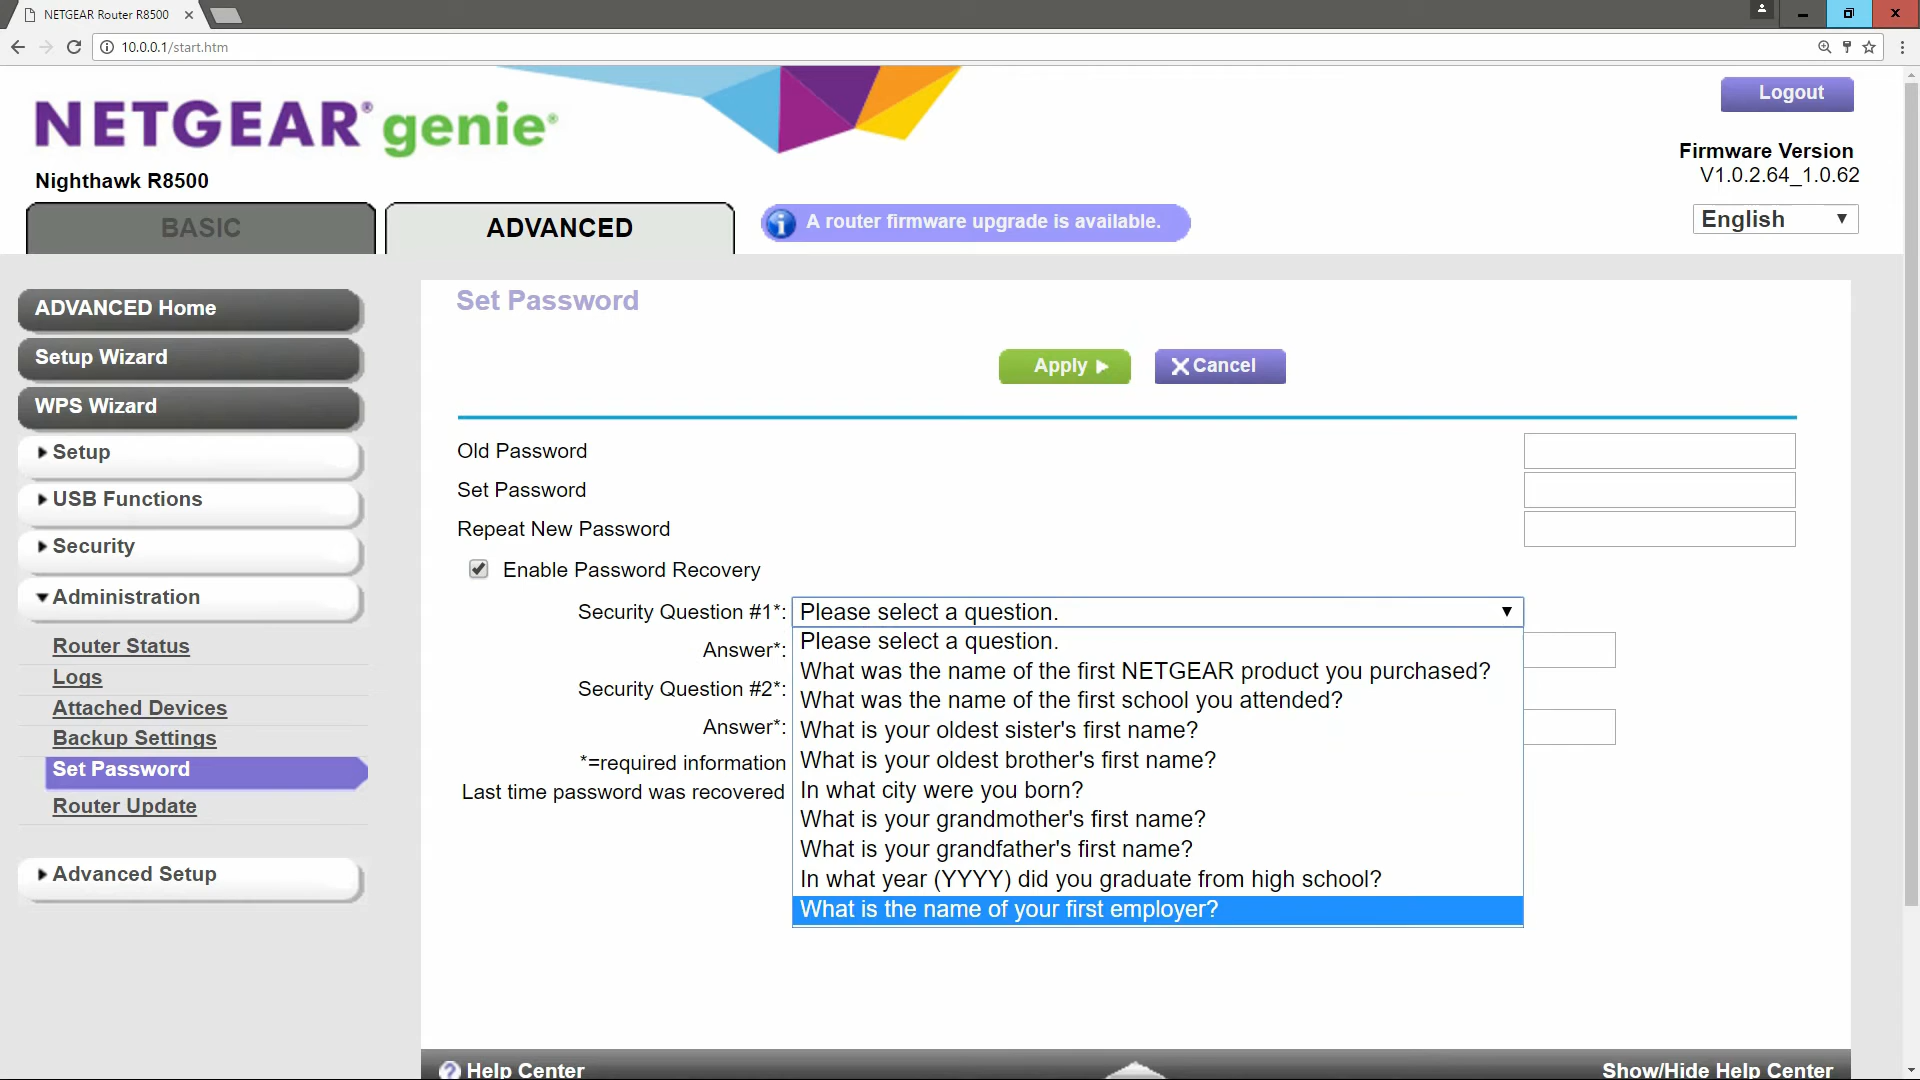 NETGEAR Router R8500
10.0.0.1/start.htm
NETGEAR® genie®
Logout
Firmware Version
V1.0.2.64_1.0.62
Nighthawk R8500
BASIC
ADVANCED
A router firmware upgrade is available.
English
ADVANCED Home
Setup Wizard
WPS Wizard
Setup
USB Functions
Security
Administration
Router Status
Logs
Attached Devices
Backup Settings
Set Password
Router Update
Advanced Setup
Set Password
Apply
Cancel
Old Password
Set Password
Repeat New Password
Enable Password Recovery
Security Question #1*: Please select a question.
Answer*:
Security Question #2*:
Answer*:
*=required information
Last time password was recovered
Please select a question.
What was the name of the first NETGEAR product you purchased?
What was the name of the first school you attended?
What is your oldest sister's first name?
What is your oldest brother's first name?
In what city were you born?
What is your grandmother's first name?
What is your grandfather's first name?
In what year (YYYY) did you graduate from high school?
What is the name of your first employer?
Help Center
Show/Hide Help Center